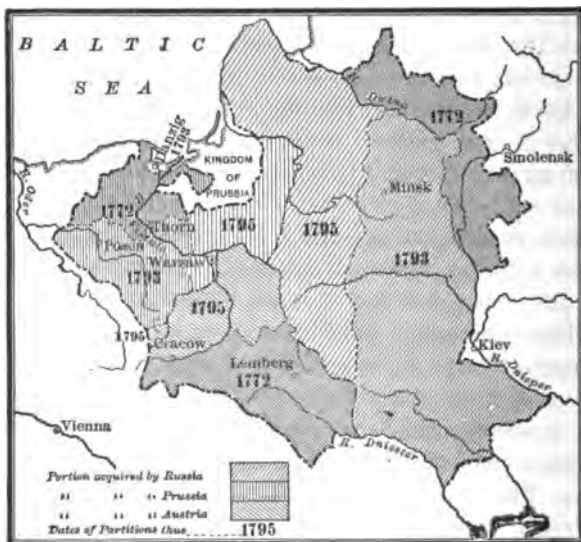 BALTIC
SEA
Danzig
1793
KINGDOM
OF
PRUSSIA
Dwina
1772
Smolensk
R. Oder
1772
Thorn
Posen
1795
Minsk
1795
1793
Warsaw
1793
1795
1795
Cracow
Kiev
R. Dnieper
Lemberg
1772
Vienna
R. Dniester
Portion acquired by Russia
" " " Prussia
" " " Austria
Dates of Partitions thus ........ 1795